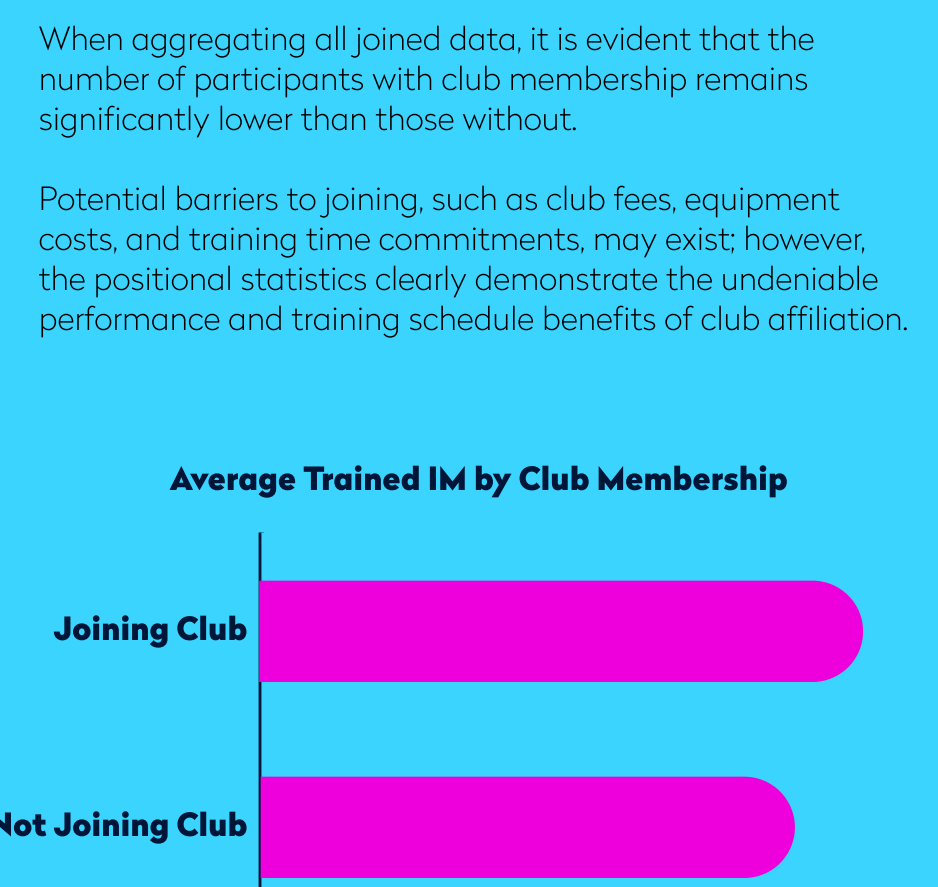 When aggregating all joined data, it is evident that the
number of participants with club membership remains
significantly lower than those without.
Potential barriers to joining, such as club fees, equipment
costs, and training time commitments, may exist; however,
the positional statistics clearly demonstrate the undeniable
performance and training schedule benefits of club affiliation.
Average Trained IM by Club Membership
Joining Club
Not Joining Club